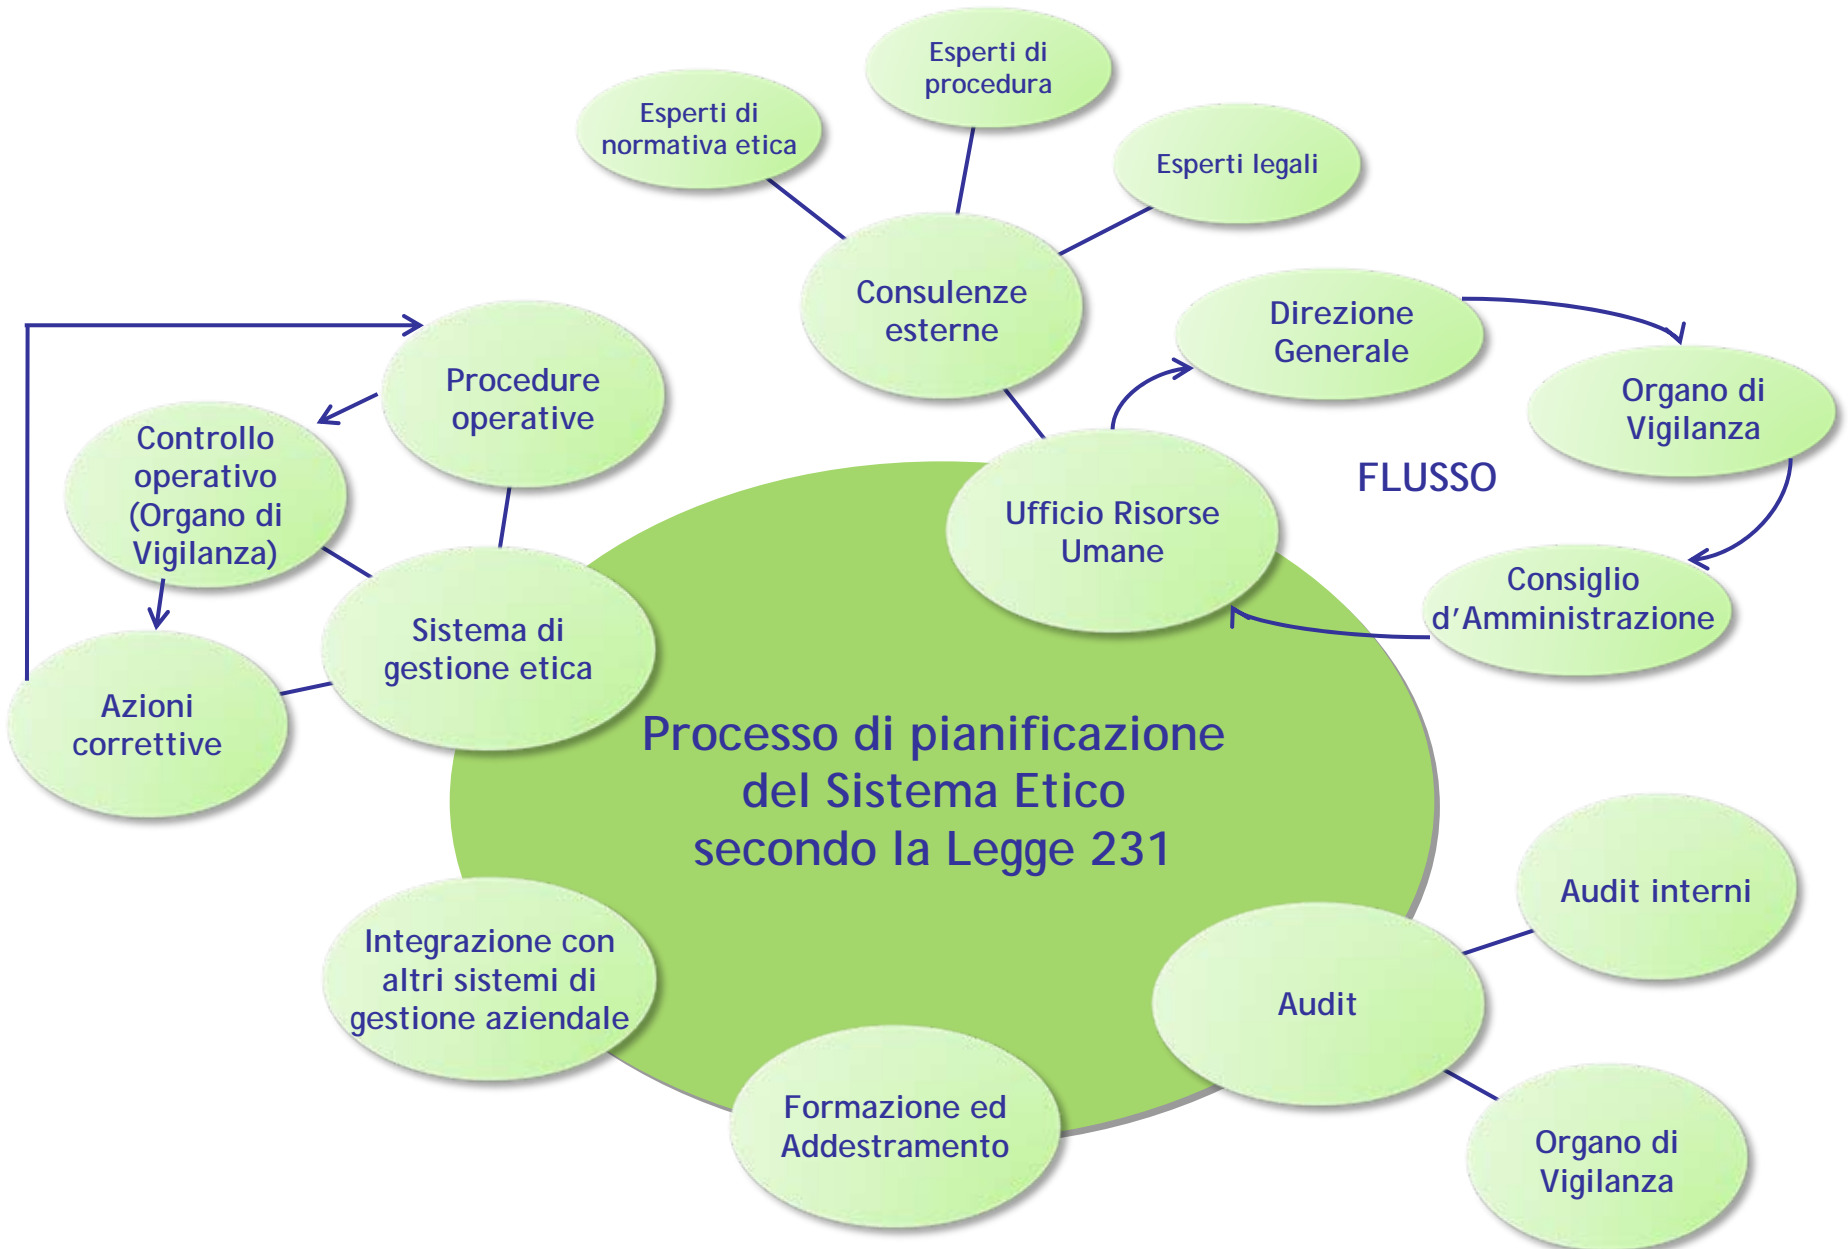 Esperti di
procedura
Esperti di
normativa etica
Esperti legali
Consulenze
esterne
Direzione
Generale
Organo di
Vigilanza
FLUSSO
Consiglio
d'Amministrazione
Ufficio Risorse
Umane
Procedure
operative
Controllo
operativo
(Organo di
Vigilanza)
Azioni
correttive
Sistema di
gestione etica
Processo di pianificazione
del Sistema Etico
secondo la Legge 231
Integrazione con
altri sistemi di
gestione aziendale
Formazione ed
Addestramento
Audit
Audit interni
Organo di
Vigilanza